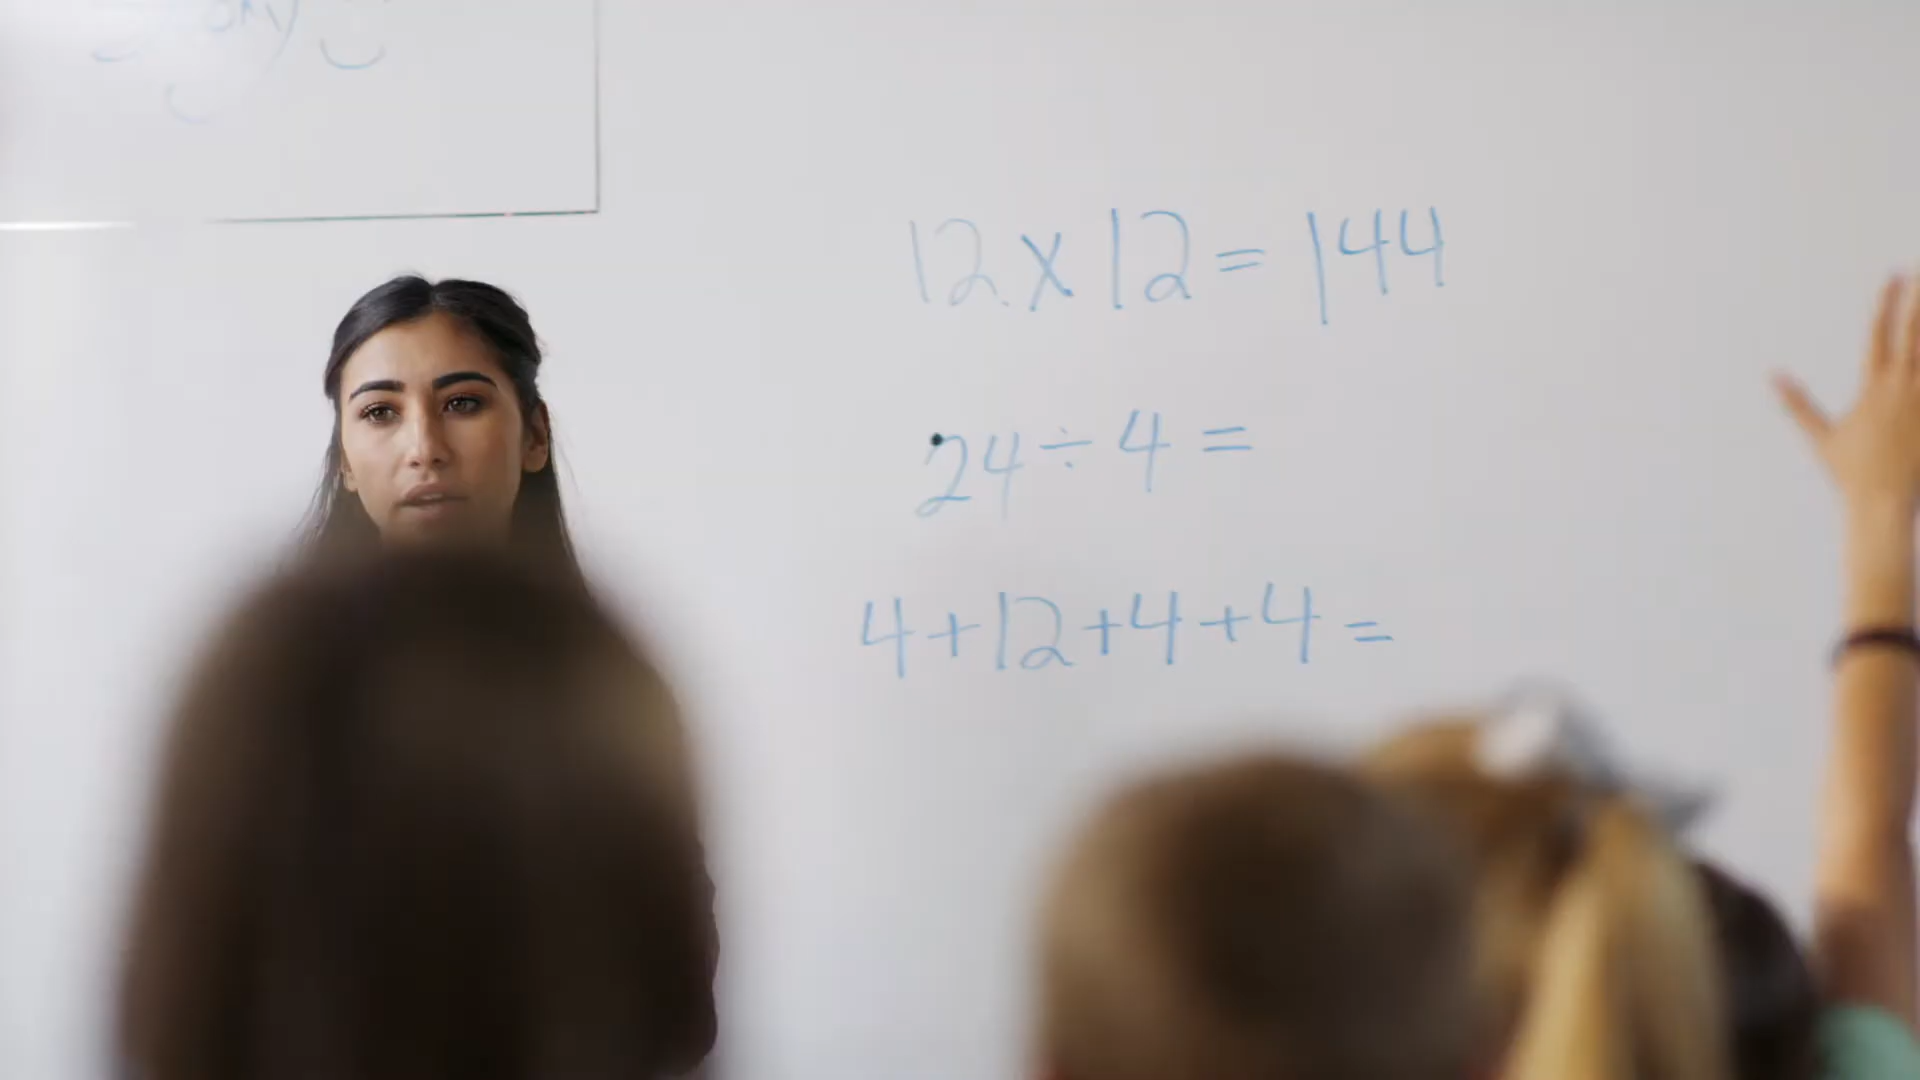 12 x 12 = 144
24 ÷ 4 =
4 + 12 + 4 + 4 =